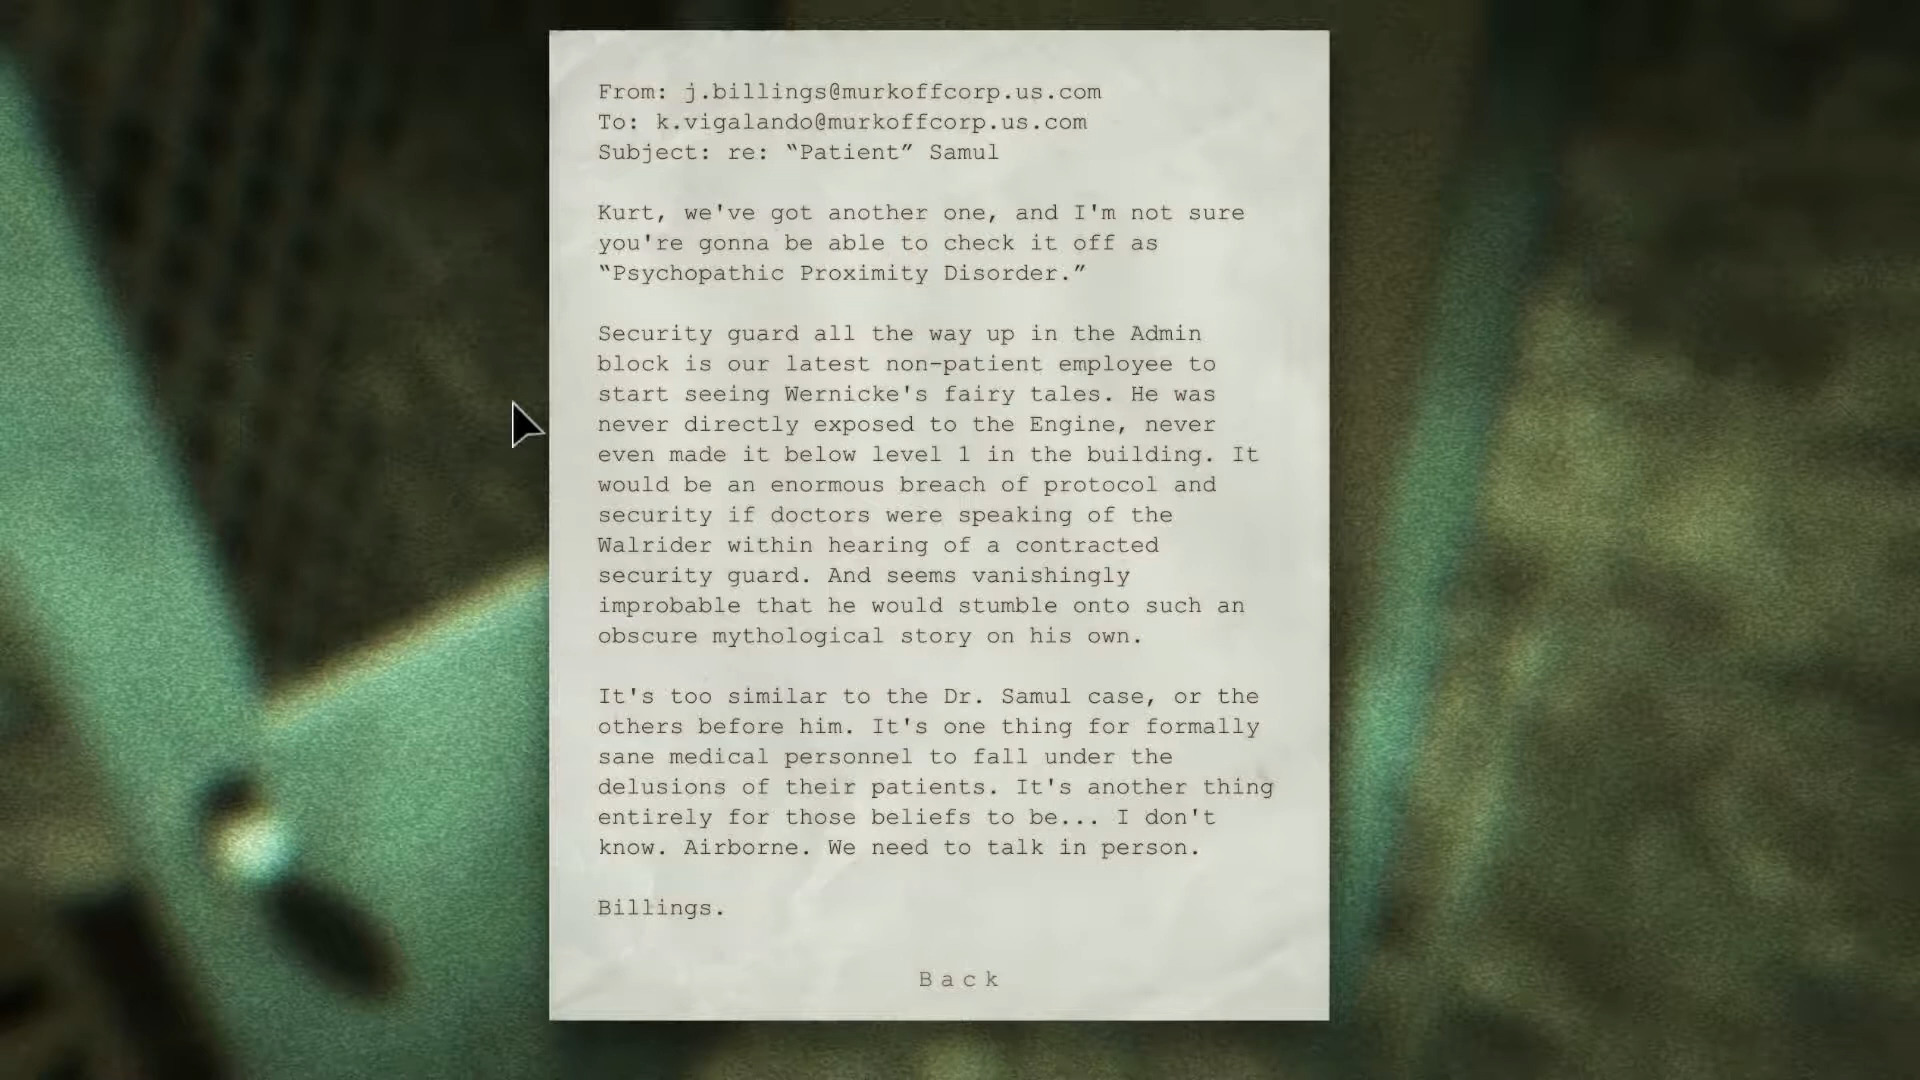 From: j.billings@murkoffcorp.us.com
To: k.vigalando@murkoffcorp.us.com
Subject: re: “Patient” Samul
Kurt, we've got another one, and I'm not sure
you're gonna be able to check it off as
“Psychopathic Proximity Disorder.”
Security guard all the way up in the Admin
block is our latest non-patient employee to
start seeing Wernicke's fairy tales. He was
never directly exposed to the Engine, never
even made it below level 1 in the building. It
would be an enormous breach of protocol and
security if doctors were speaking of the
Walrider within hearing of a contracted
security guard. And seems vanishingly
improbable that he would stumble onto such an
obscure mythological story on his own.
It's too similar to the Dr. Samul case, or the
others before him. It's one thing for formally
sane medical personnel to fall under the
delusions of their patients. It's another thing
entirely for those beliefs to be... I don't
know. Airborne. We need to talk in person.
Billings.
Back